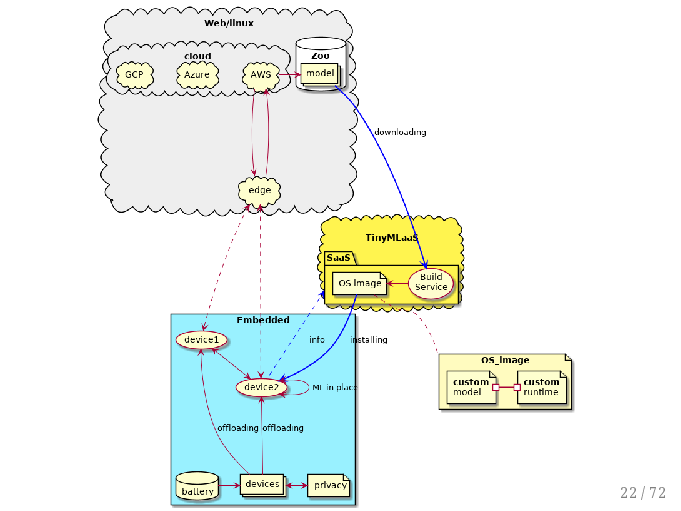 Web/linux
cloud
Zoo
GCP
Azure
AWS
model
downloading
edge
TinyMLaaS
SaaS
OS image
Build
Service
Embedded
device1
info
installing
OS_image
custom
model
custom
runtime
device2
ML in place
offloading
offloading
battery
devices
privacy
22 / 72